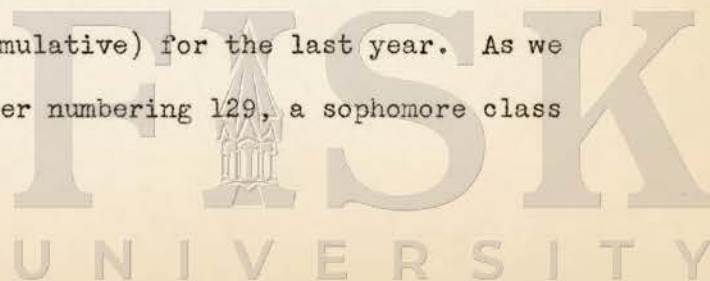 mulative) for the last year. As we
er numbering 129, a sophomore class
FISK
UNIVERSITY